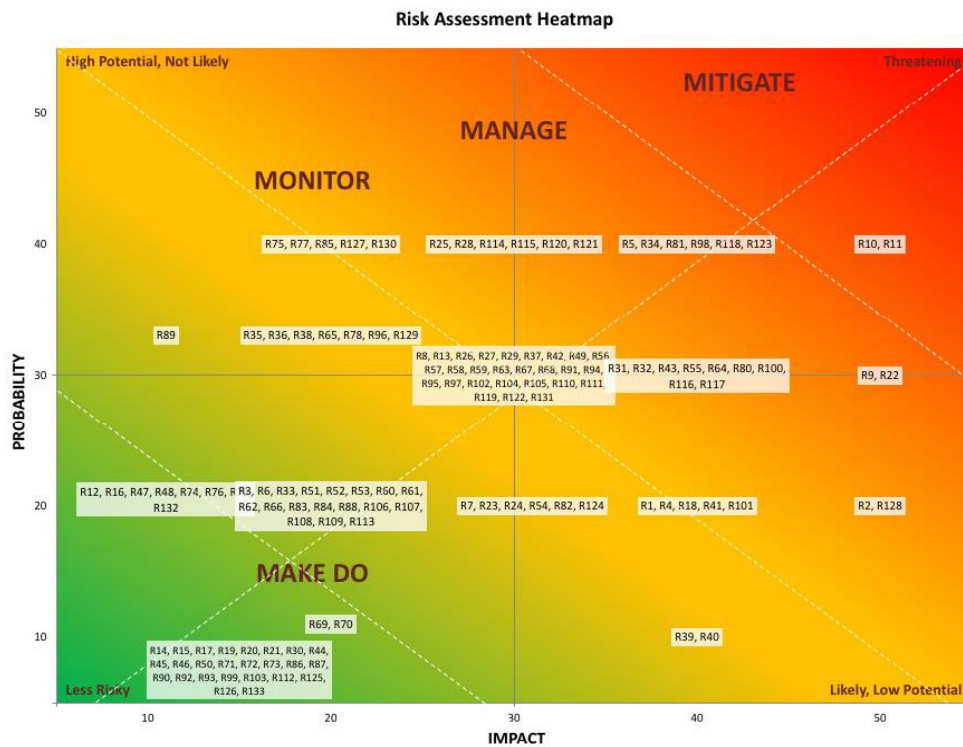 Risk Assessment Heatmap
High Potential, Not Likely
Threatening
MITIGATE
50
MANAGE
MONITOR
40
R75, R77, R85, R127, R130
R25, R28, R114, R115, R120, R121
R5, R34, R81, R98, R118, R123
R10, R11
R89
R35, R36, R38, R65, R78, R96, R129
R8, R13, R26, R27, R29, R37, R42, R49, R56,
R57, R58, R59, R63, R67, R68, R91, R94,
R95, R97, R102, R104, R105, R110, R111,
R119, R122, R131
R31, R32, R43, R55, R64, R80, R100,
R116, R117
R9, R22
30
PROBABILITY
R12, R16, R47, R48, R74, R76,
R132
R3, R6, R33, R51, R52, R53, R60, R61,
R62, R66, R83, R84, R88, R106, R107,
R108, R109, R113
R7, R23, R24, R54, R82, R124
R1, R4, R18, R41, R101
R2, R128
20
MAKE DO
R69, R70
R39, R40
10
R14, R15, R17, R19, R20, R21, R30, R44,
R45, R46, R50, R71, R72, R73, R86, R87,
R90, R92, R93, R99, R103, R112, R125,
R126, R133
Less Risky
Likely, Low Potential
10
20
30
40
50
IMPACT